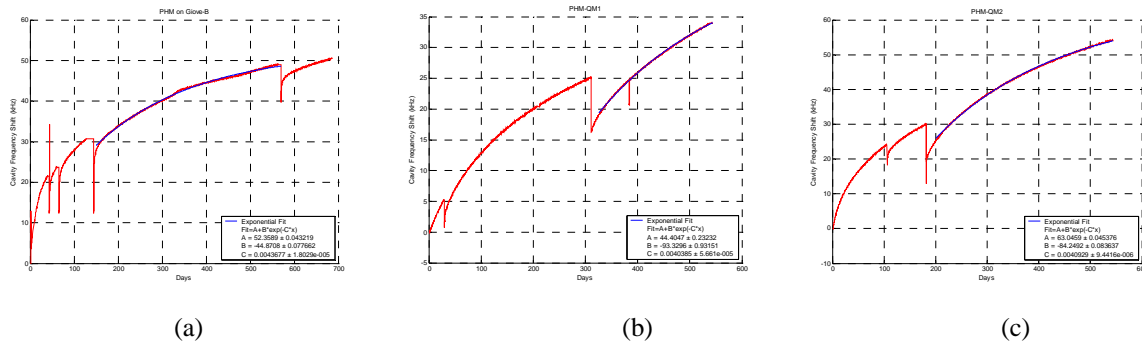 PHM on Giove-B
Cavity Frequency Shift (kHz)
60
50
40
30
20
10
0
0 100 200 300 400 500 600 700
Days
Exponential Fit
Fit=A+B*exp(-C*x)
A = 52.3589 ± 0.043219
B = -44.8708 ± 0.077662
C = 0.0043677 ± 1.8029e-005
(a)
PHM-QM1
Cavity Frequency Shift (kHz)
35
30
25
20
15
10
5
0
-5
0 100 200 300 400 500 600
Days
Exponential Fit
Fit=A+B*exp(-C*x)
A = 44.4047 ± 0.23232
B = -93.3296 ± 0.93151
C = 0.0040385 ± 5.661e-005
(b)
PHM-QM2
Cavity Frequency Shift (kHz)
60
50
40
30
20
10
0
-10
0 100 200 300 400 500 600
Days
Exponential Fit
Fit=A+B*exp(-C*x)
A = 63.0459 ± 0.045376
B = -84.2492 ± 0.083637
C = 0.0040929 ± 9.4416e-006
(c)